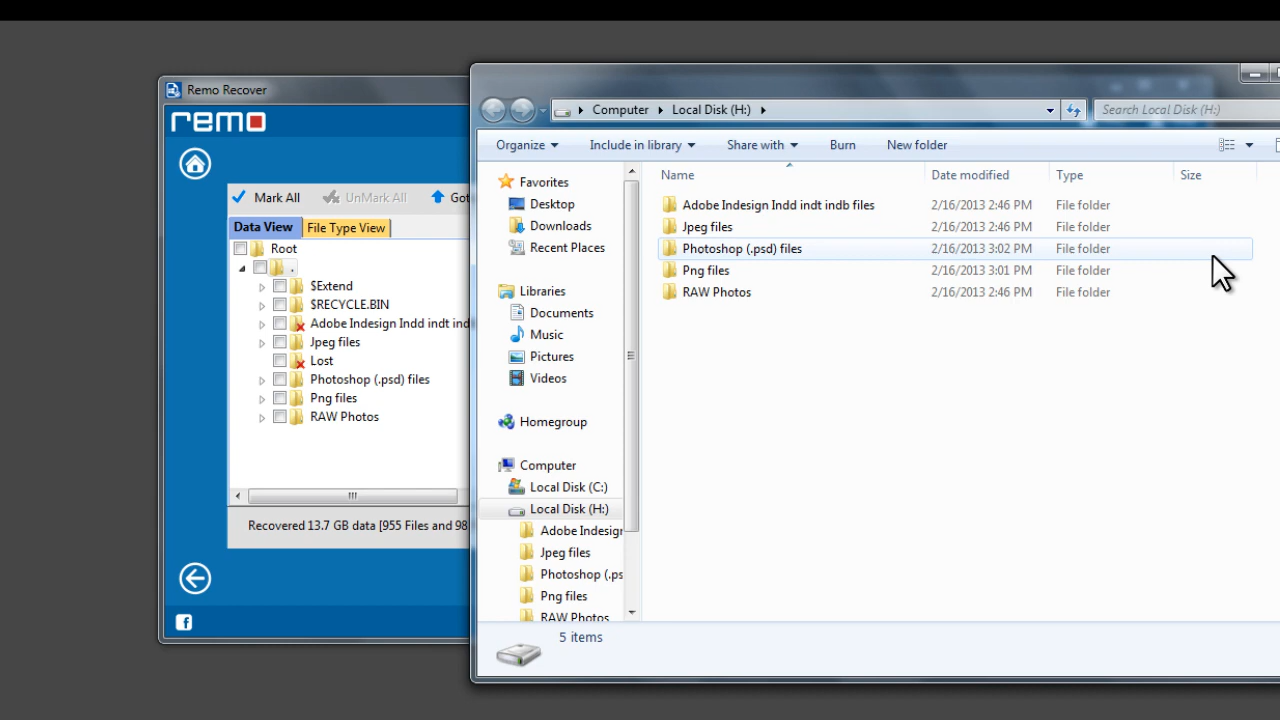 Remo Recover
remo
Mark All UnMark All Got
Data View File Type View
Root
.
$Extend
$RECYCLE.BIN
Adobe Indesign Indd indt ind
Jpeg files
Lost
Photoshop (.psd) files
Png files
RAW Photos
Recovered 13.7 GB data [955 Files and 98
f
Computer Local Disk (H:) Search Local Disk (H:)
Organize Include in library Share with Burn New folder
Favorites
Desktop
Downloads
Recent Places
Libraries
Documents
Music
Pictures
Videos
Homegroup
Computer
Local Disk (C:)
Local Disk (H:)
Adobe Indesign
Jpeg files
Photoshop (.ps
Png files
RAW Photos
Name Date modified Type Size
Adobe Indesign Indd indt indb files 2/16/2013 2:46 PM File folder
Jpeg files 2/16/2013 2:46 PM File folder
Photoshop (.psd) files 2/16/2013 3:02 PM File folder
Png files 2/16/2013 3:01 PM File folder
RAW Photos 2/16/2013 2:46 PM File folder
5 items